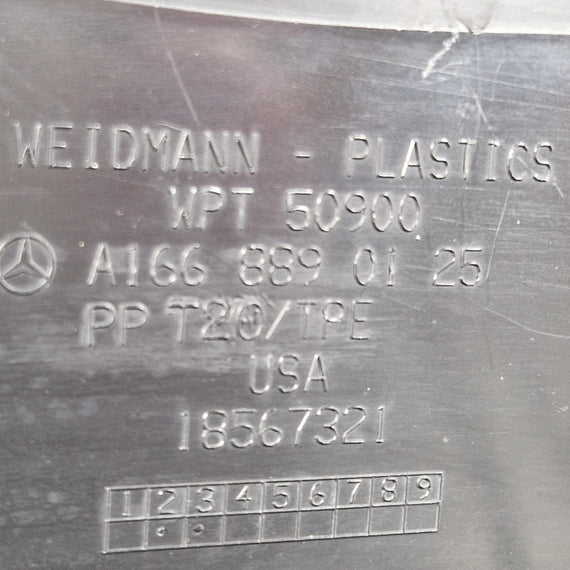 WEIDMANN - PLASTICS
WPT 50900
A166 889 01 25
PP T20/TPE
USA
18567321
1 2 3 4 5 6 7 8 9